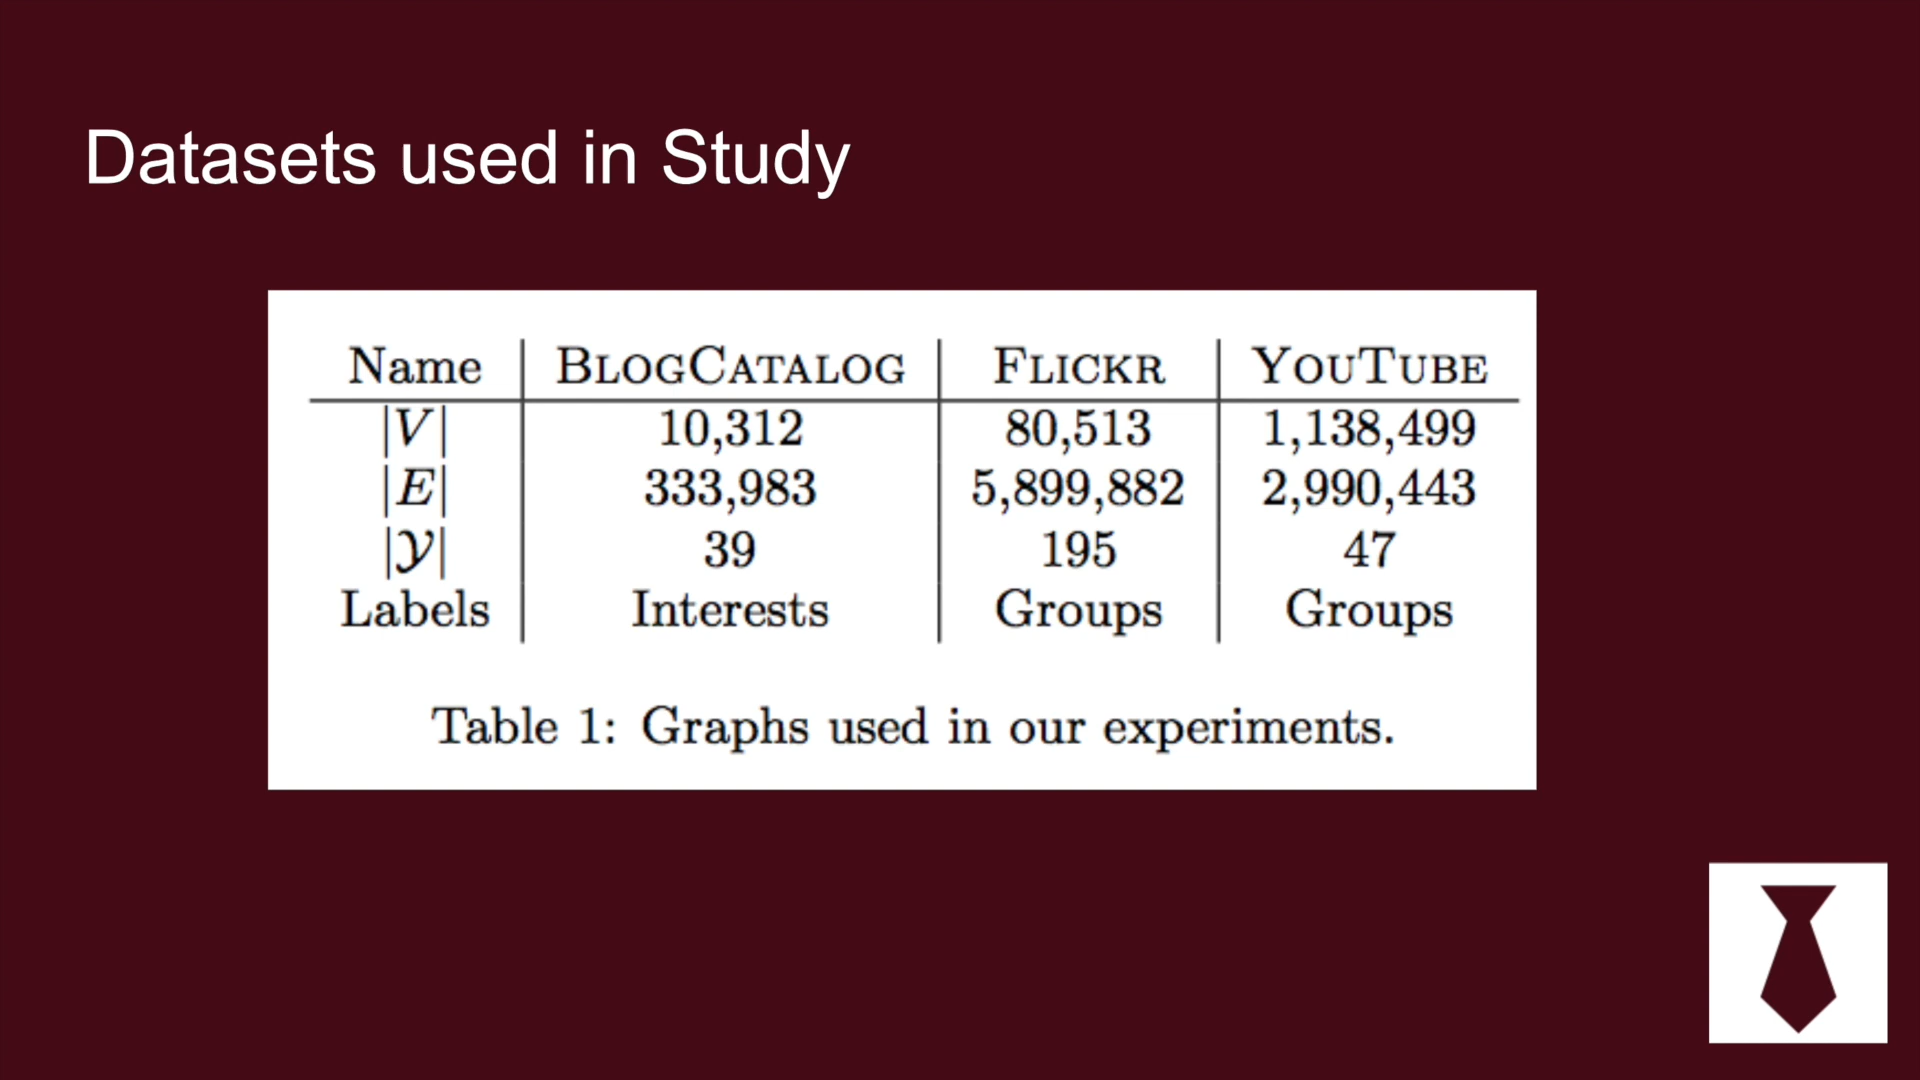 Datasets used in Study
Name BLOGCATALOG FLICKR YOUTUBE
|V| 10,312 80,513 1,138,499
|E| 333,983 5,899,882 2,990,443
|𝒴| 39 195 47
Labels Interests Groups Groups
Table 1: Graphs used in our experiments.